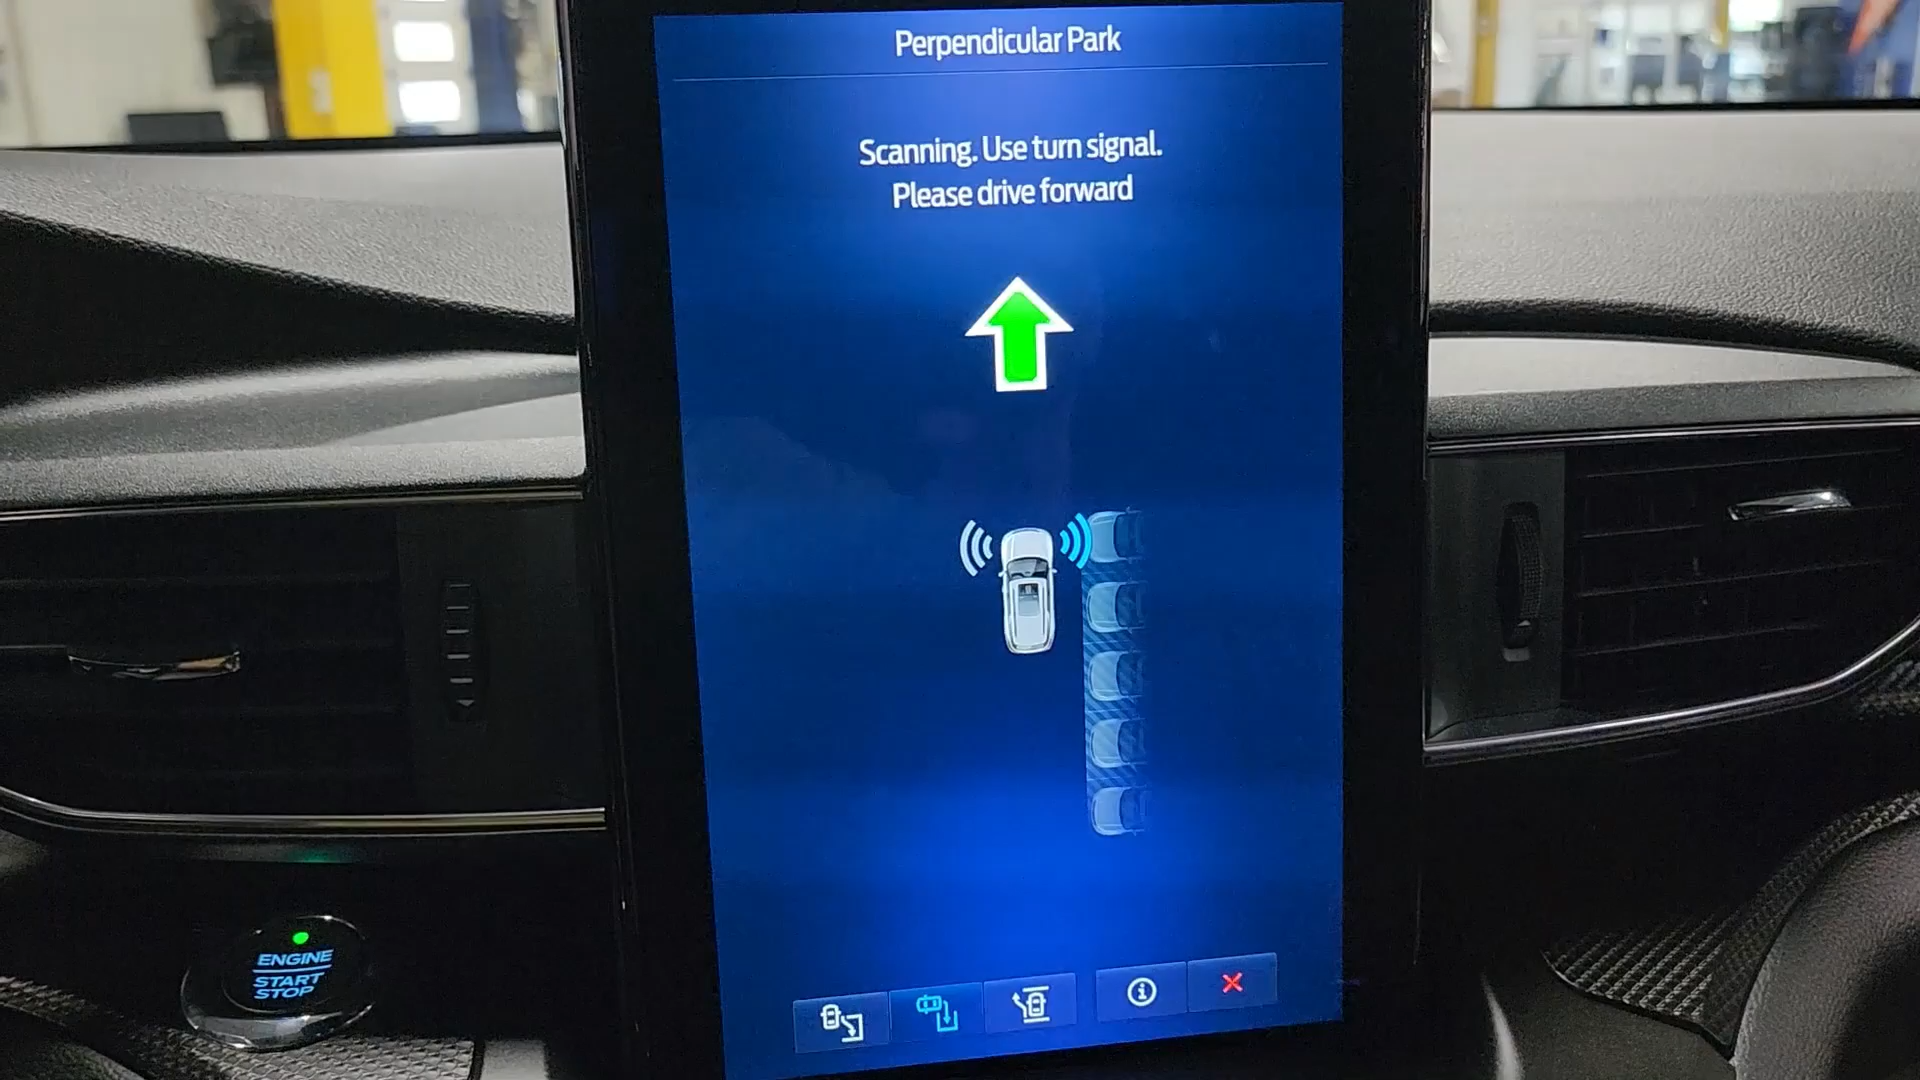 Perpendicular Park
Scanning. Use turn signal.
Please drive forward
ENGINE
START
STOP